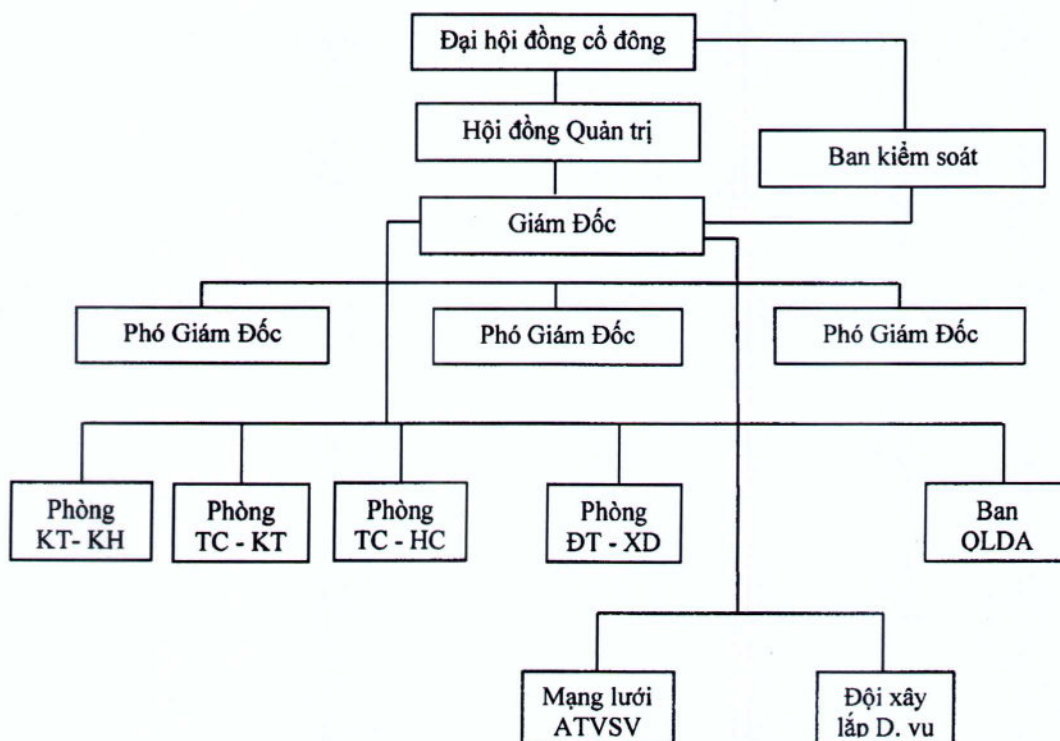 Đại hội đồng cổ đông
Hội đồng Quản trị
Ban kiểm soát
Giám Đốc
Phó Giám Đốc
Phó Giám Đốc
Phó Giám Đốc
Phòng
KT- KH
Phòng
TC - KT
Phòng
TC - HC
Phòng
ĐT - XD
Ban
QLDA
Mạng lưới
ATVSV
Đội xây
lắp D. vu